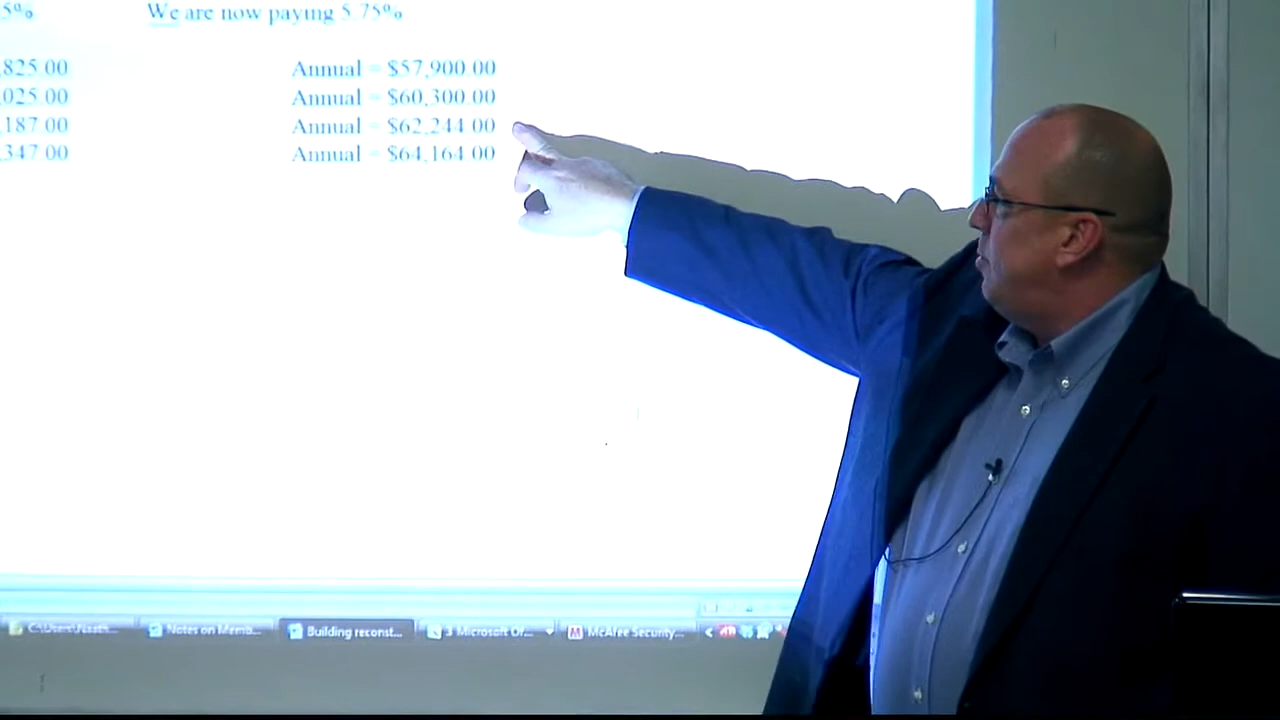 5% We are now paying 5.75%
,825.00 Annual = $57,900.00
,025.00 Annual = $60,300.00
,187.00 Annual = $62,244.00
,347.00 Annual = $64,164.00
Notes on Memb... Building reconst... 3 Microsoft Of... McAfee Security...